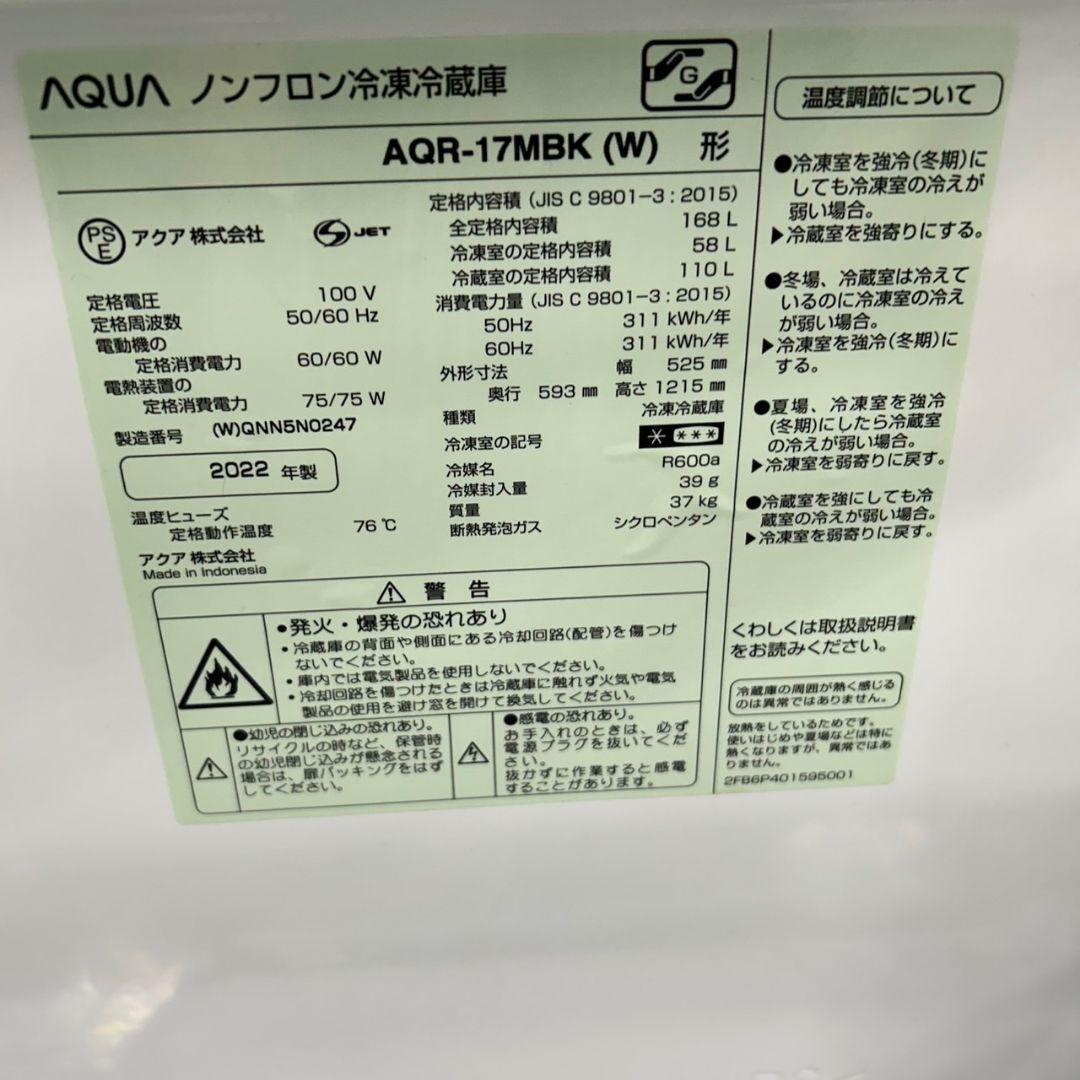 AQUA ノンフロン冷凍冷蔵庫
G
AQR-17MBK (W) 形
PS
E
アクア 株式会社
S JET
定格電圧 100 V
定格周波数 50/60 Hz
電動機の
定格消費電力 60/60 W
電熱装置の
定格消費電力 75/75 W
製造番号 (W)QNN5N0247
2022 年製
温度ヒューズ
定格動作温度 76 ℃
アクア 株式会社
Made in Indonesia
定格内容積 (JIS C 9801-3 : 2015)
全定格内容積 168 L
冷凍室の定格内容積 58 L
冷蔵室の定格内容積 110 L
消費電力量 (JIS C 9801-3 : 2015)
50Hz 311 kWh/年
60Hz 311 kWh/年
外形寸法 幅 525 ㎜
奥行 593 ㎜ 高さ 1215 ㎜
種類 冷凍冷蔵庫
冷凍室の記号 * ***
冷媒名 R600a
冷媒封入量 39 g
質量 37 kg
断熱発泡ガス シクロペンタン
⚠ 警 告
●発火・爆発の恐れあり
・冷蔵庫の背面や側面にある冷却回路(配管)を傷つけ
ないでください。
・庫内では電気製品を使用しないでください。
・冷却回路を傷つけたときは冷蔵庫に触れず火気や電気
製品の使用を避け窓を開けて換気してください。
●幼児の閉じ込みの恐れあり。
リサイクルの時など、保管時
の幼児閉じ込みが懸念される
場合は、扉パッキングをはず
してください。
●感電の恐れあり。
お手入れのときは、必ず
電源プラグを抜いてくだ
さい。
抜かずに作業すると感電
することがあります。
温度調節について
●冷凍室を強冷(冬期)に
しても冷凍室の冷えが
弱い場合。
▶冷蔵室を強寄りにする。
●冬場、冷蔵室は冷えて
いるのに冷凍室の冷え
が弱い場合。
▶冷凍室を強冷(冬期)に
する。
●夏場、冷凍室を強冷
(冬期)にしたら冷蔵室
の冷えが弱い場合。
▶冷凍室を弱寄りに戻す。
●冷蔵室を強にしても冷
蔵室の冷えが弱い場合。
▶冷凍室を弱寄りに戻す。
くわしくは取扱説明書
をお読みください。
冷蔵庫の周囲が熱く感じる
のは異常ではありません。
放熱をしているためです。
使いはじめや夏場などは特に
熱くなりますが、異常ではあ
りません。
2FB6P401595001